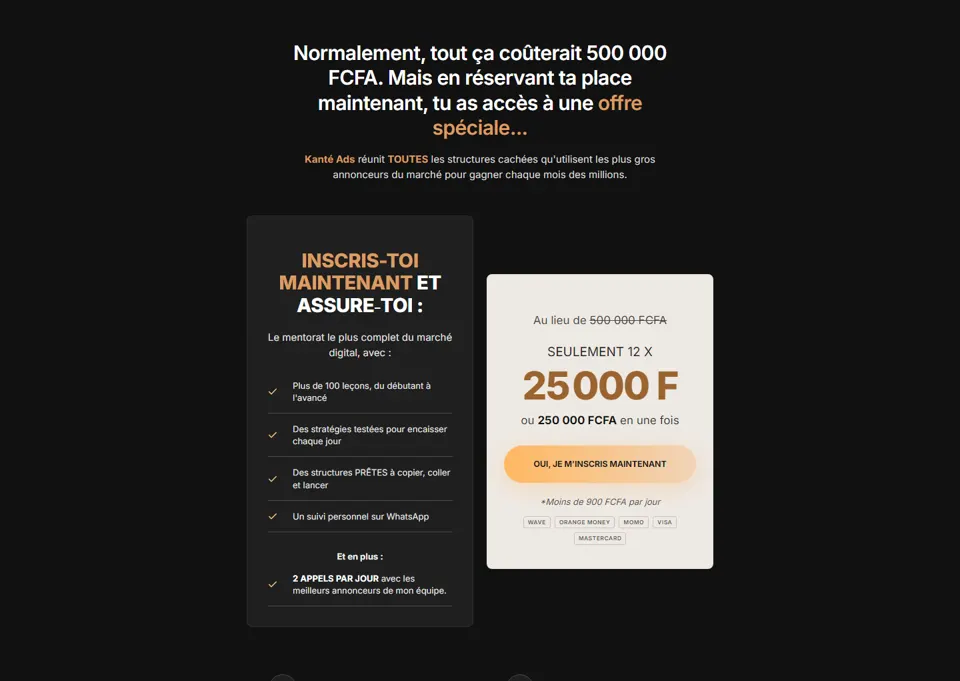 Normalement, tout ça coûterait 500 000
FCFA. Mais en réservant ta place
maintenant, tu as accès à une offre
spéciale...
Kanté Ads réunit TOUTES les structures cachées qu'utilisent les plus gros
annonceurs du marché pour gagner chaque mois des millions.
INSCRIS-TOI
MAINTENANT ET
ASSURE-TOI :
Le mentorat le plus complet du marché
digital, avec :
Plus de 100 leçons, du débutant à
l'avancé
Des stratégies testées pour encaisser
chaque jour
Des structures PRÊTES à copier, coller
et lancer
Un suivi personnel sur WhatsApp
Et en plus :
2 APPELS PAR JOUR avec les
meilleurs annonceurs de mon équipe.
Au lieu de 500 000 FCFA
SEULEMENT 12 X
25 000 F
ou 250 000 FCFA en une fois
OUI, JE M'INSCRIS MAINTENANT
*Moins de 900 FCFA par jour
WAVE ORANGE MONEY MOMO VISA
MASTERCARD